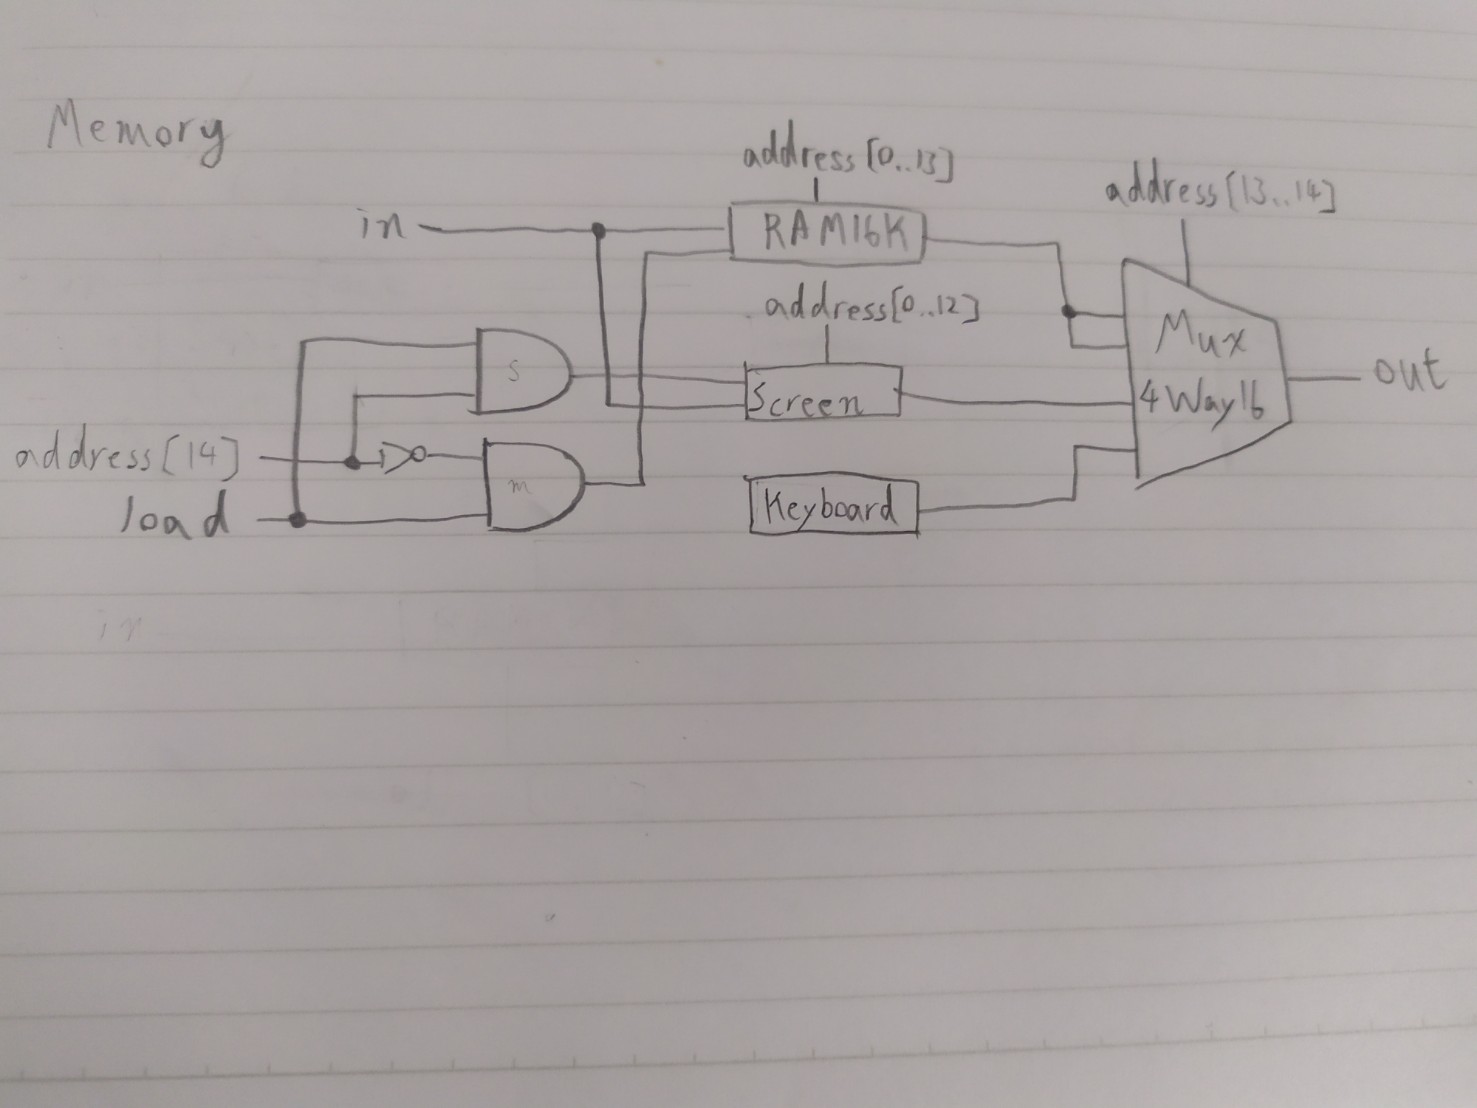 Memory
address[0..13]
address[13..14]
in
RAM16K
address[0..12]
Mux
4Way16
out
S
Screen
address[14]
m
load
Keyboard
in